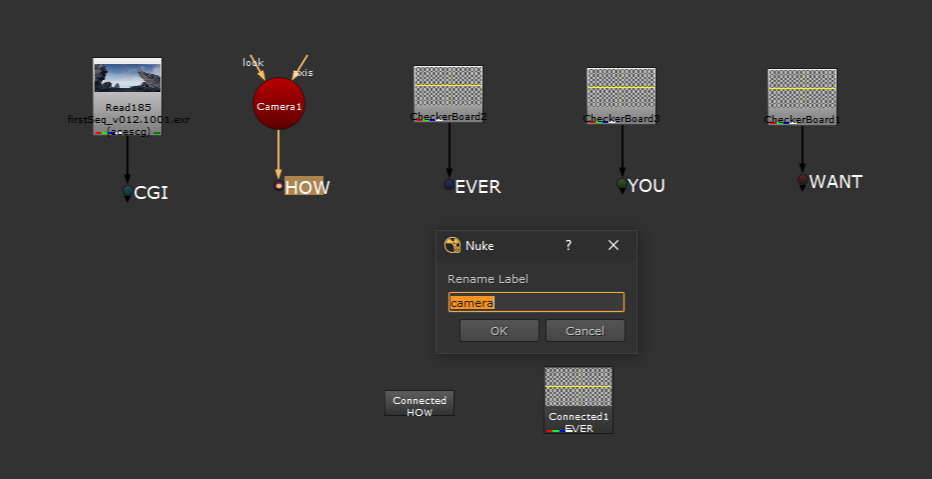 look
axis
Read185
firstSeq_v012.1001.exr
(acescg)
Camera1
CheckerBoard2
CheckerBoard3
CheckerBoard1
CGI
HOW
EVER
YOU
WANT
Nuke ?
Rename Label
camera
OK Cancel
Connected
HOW
Connected1
EVER